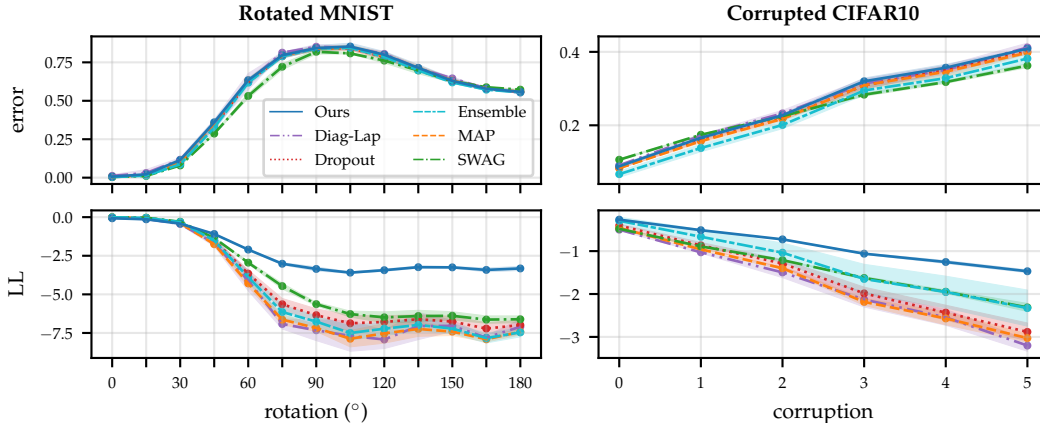 Rotated MNIST
Corrupted CIFAR10
error
0.75
0.50
0.25
0.00
Ours
Diag-Lap
Dropout
Ensemble
MAP
SWAG
0.4
0.2
LL
0.0
−2.5
−5.0
−7.5
0 30 60 90 120 150 180
rotation (°)
−1
−2
−3
0 1 2 3 4 5
corruption